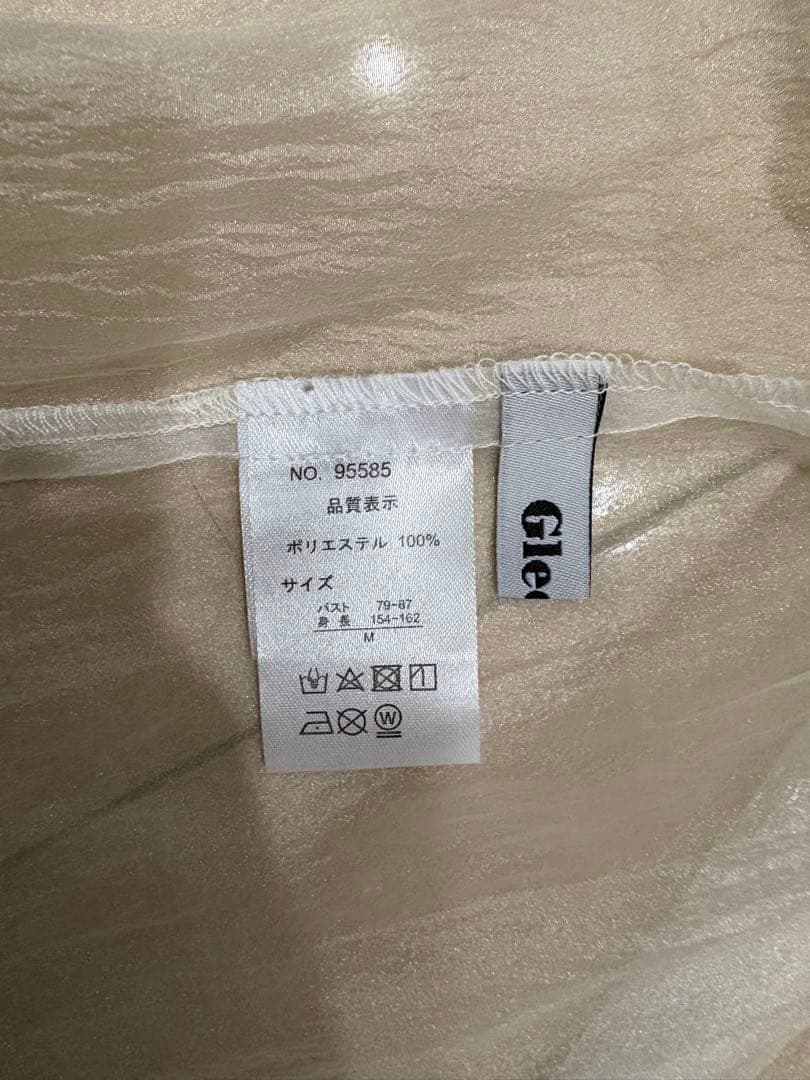 NO. 95585
品質表示
ポリエステル 100%
サイズ
バスト 79-87
身長 154-162
M
W
Glee